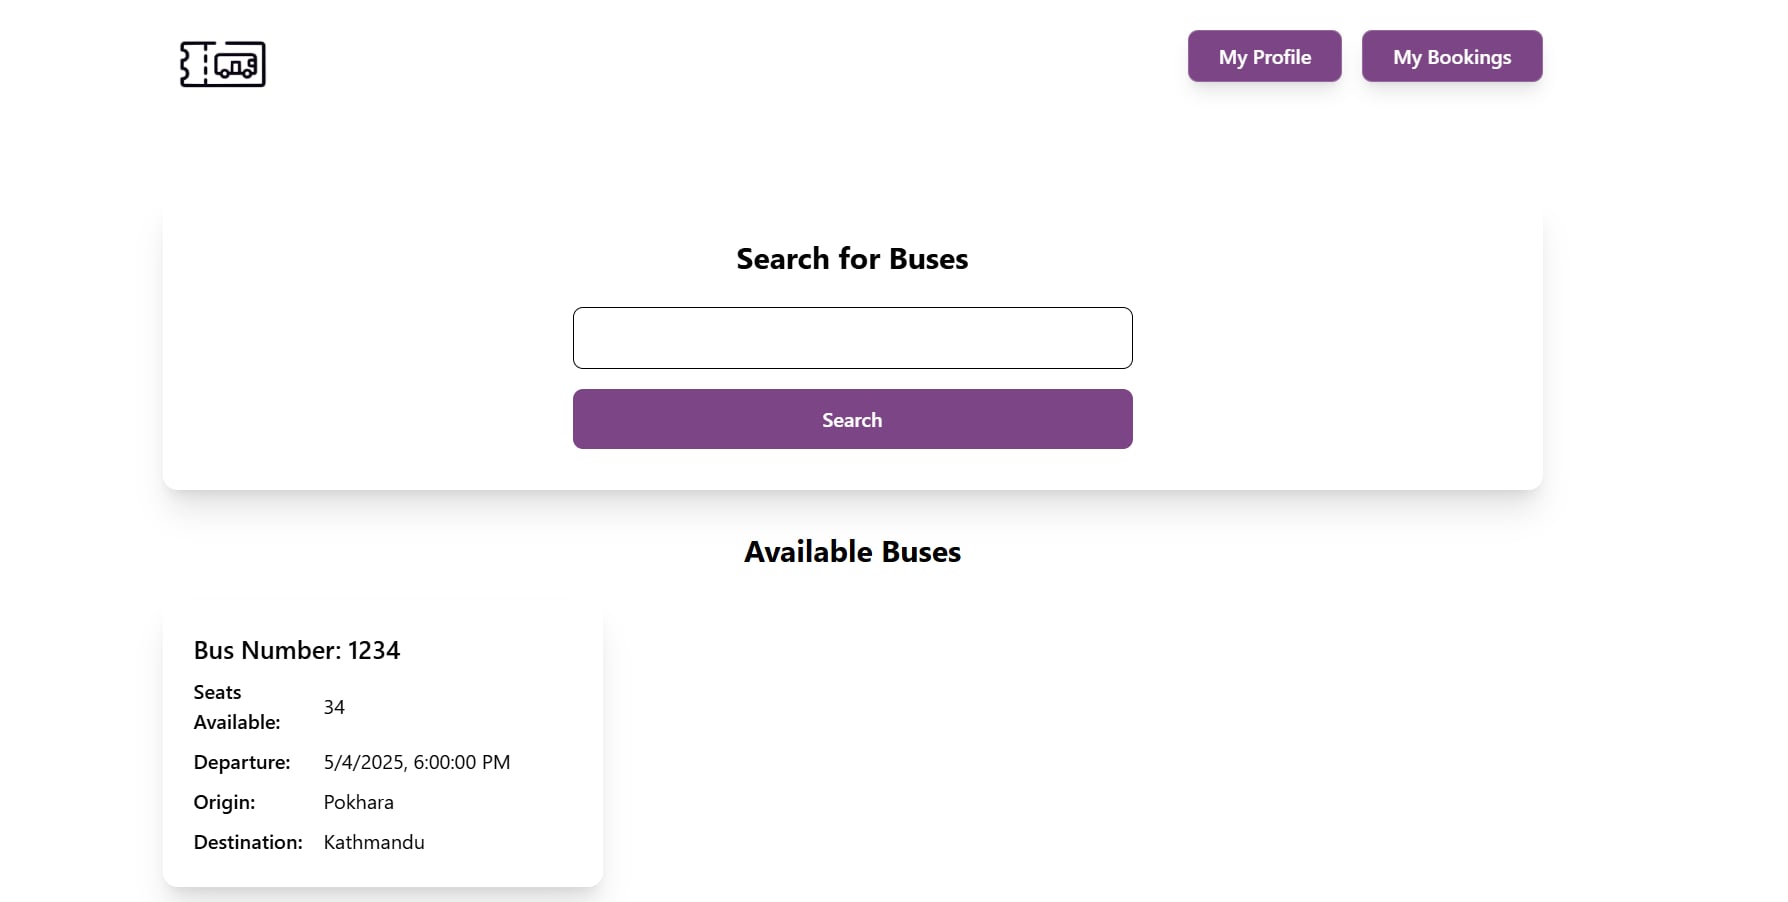 My Profile
My Bookings
Search for Buses
Search
Available Buses
Bus Number: 1234
Seats
Available:
34
Departure: 5/4/2025, 6:00:00 PM
Origin: Pokhara
Destination: Kathmandu